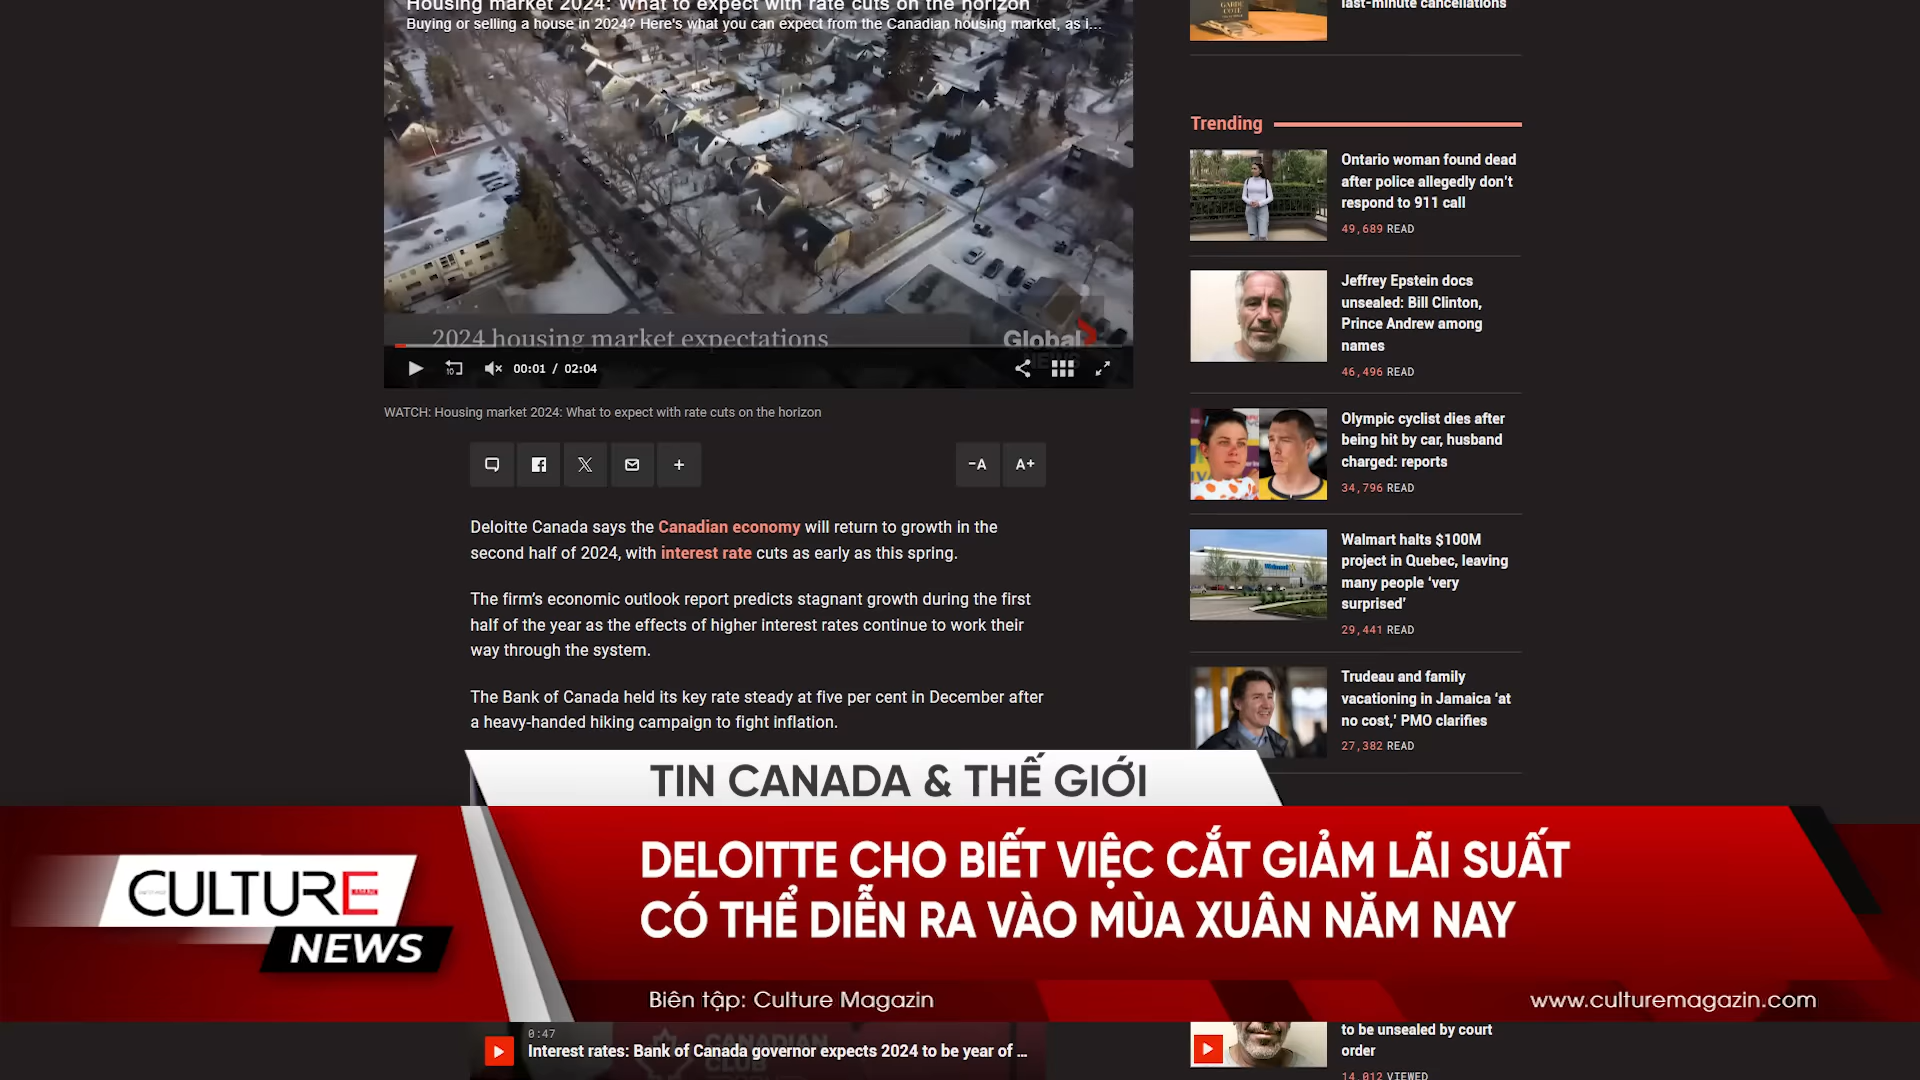 Housing market 2024: What to expect with rate cuts on the horizon
Buying or selling a house in 2024? Here's what you can expect from the Canadian housing market, as i...
2024 housing market expectations
Global
NEWS
10
00:01 / 02:04
WATCH: Housing market 2024: What to expect with rate cuts on the horizon
-A
A+
Deloitte Canada says the Canadian economy will return to growth in the
second half of 2024, with interest rate cuts as early as this spring.
The firm's economic outlook report predicts stagnant growth during the first
half of the year as the effects of higher interest rates continue to work their
way through the system.
The Bank of Canada held its key rate steady at five per cent in December after
a heavy-handed hiking campaign to fight inflation.
last-minute cancellations
Trending
Ontario woman found dead
after police allegedly don't
respond to 911 call
49,689 READ
Jeffrey Epstein docs
unsealed: Bill Clinton,
Prince Andrew among
names
46,496 READ
Olympic cyclist dies after
being hit by car, husband
charged: reports
34,796 READ
Walmart
Walmart halts $100M
project in Quebec, leaving
many people ‘very
surprised’
29,441 READ
Trudeau and family
vacationing in Jamaica ‘at
no cost,’ PMO clarifies
27,382 READ
TIN CANADA & THẾ GIỚI
CULTURE
NEWS
DELOITTE CHO BIẾT VIỆC CẮT GIẢM LÃI SUẤT
CÓ THỂ DIỄN RA VÀO MÙA XUÂN NĂM NAY
Biên tập: Culture Magazin
www.culturemagazin.com
0:47
CANADIAN
CLUB
Interest rates: Bank of Canada governor expects 2024 to be year of ...
to be unsealed by court
order
14,012 VIEWED